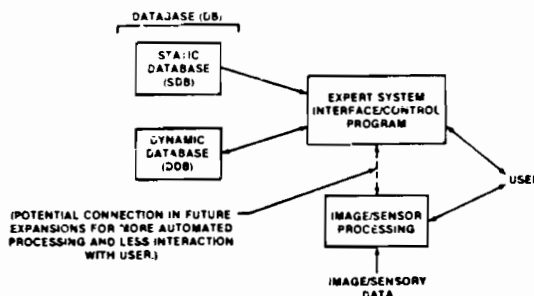 DATABASE (DB)
STATIC
DATABASE
(SDB)
EXPERT SYSTEM
INTERFACE/CONTROL
PROGRAM
DYNAMIC
DATABASE
(DDB)
USER
(POTENTIAL CONNECTION IN FUTURE
EXPANSIONS FOR MORE AUTOMATED
PROCESSING AND LESS INTERACTION
WITH USER.)
IMAGE/SENSOR
PROCESSING
IMAGE/SENSORY
DATA